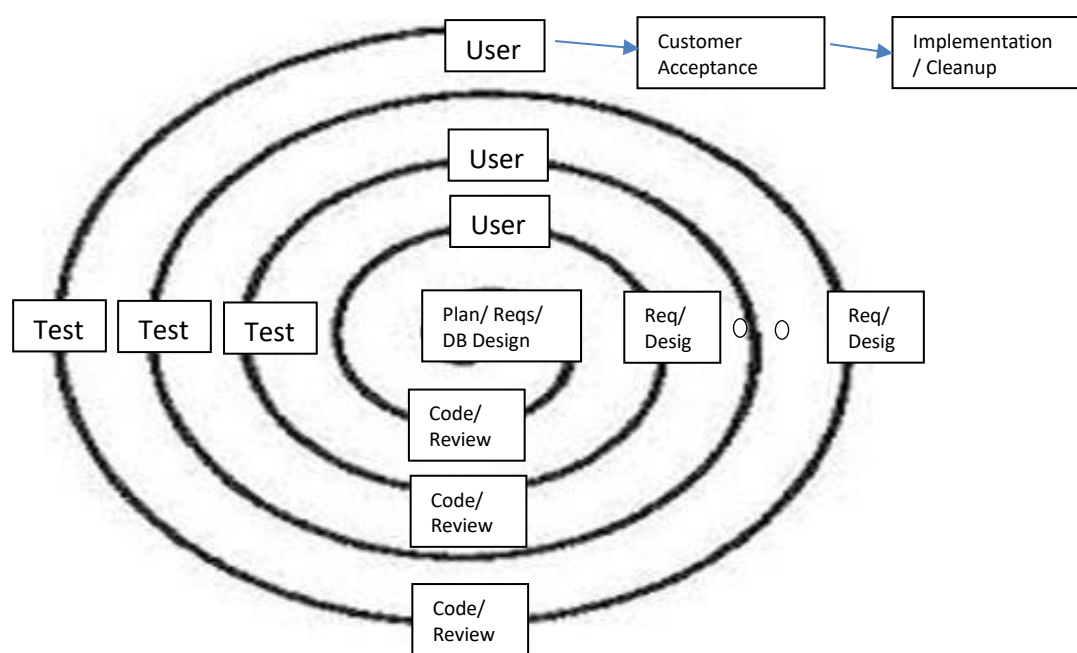 User
Customer
Acceptance
Implementation
/ Cleanup
User
User
Test
Test
Test
Plan/ Reqs/
DB Design
Req/
Desig
Req/
Desig
Code/
Review
Code/
Review
Code/
Review